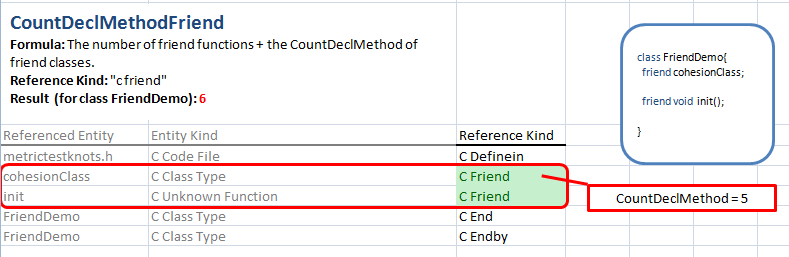 CountDeclMethodFriend
Formula: The number of friend functions + the CountDeclMethod of
friend classes.
Reference Kind: "c friend"
Result (for class FriendDemo): 6
class FriendDemo{
friend cohesionClass;
friend void init();
}
Referenced Entity Entity Kind Reference Kind
metrictestknots.h C Code File C Definein
cohesionClass C Class Type C Friend
init C Unknown Function C Friend
FriendDemo C Class Type C End
FriendDemo C Class Type C Endby
CountDeclMethod = 5